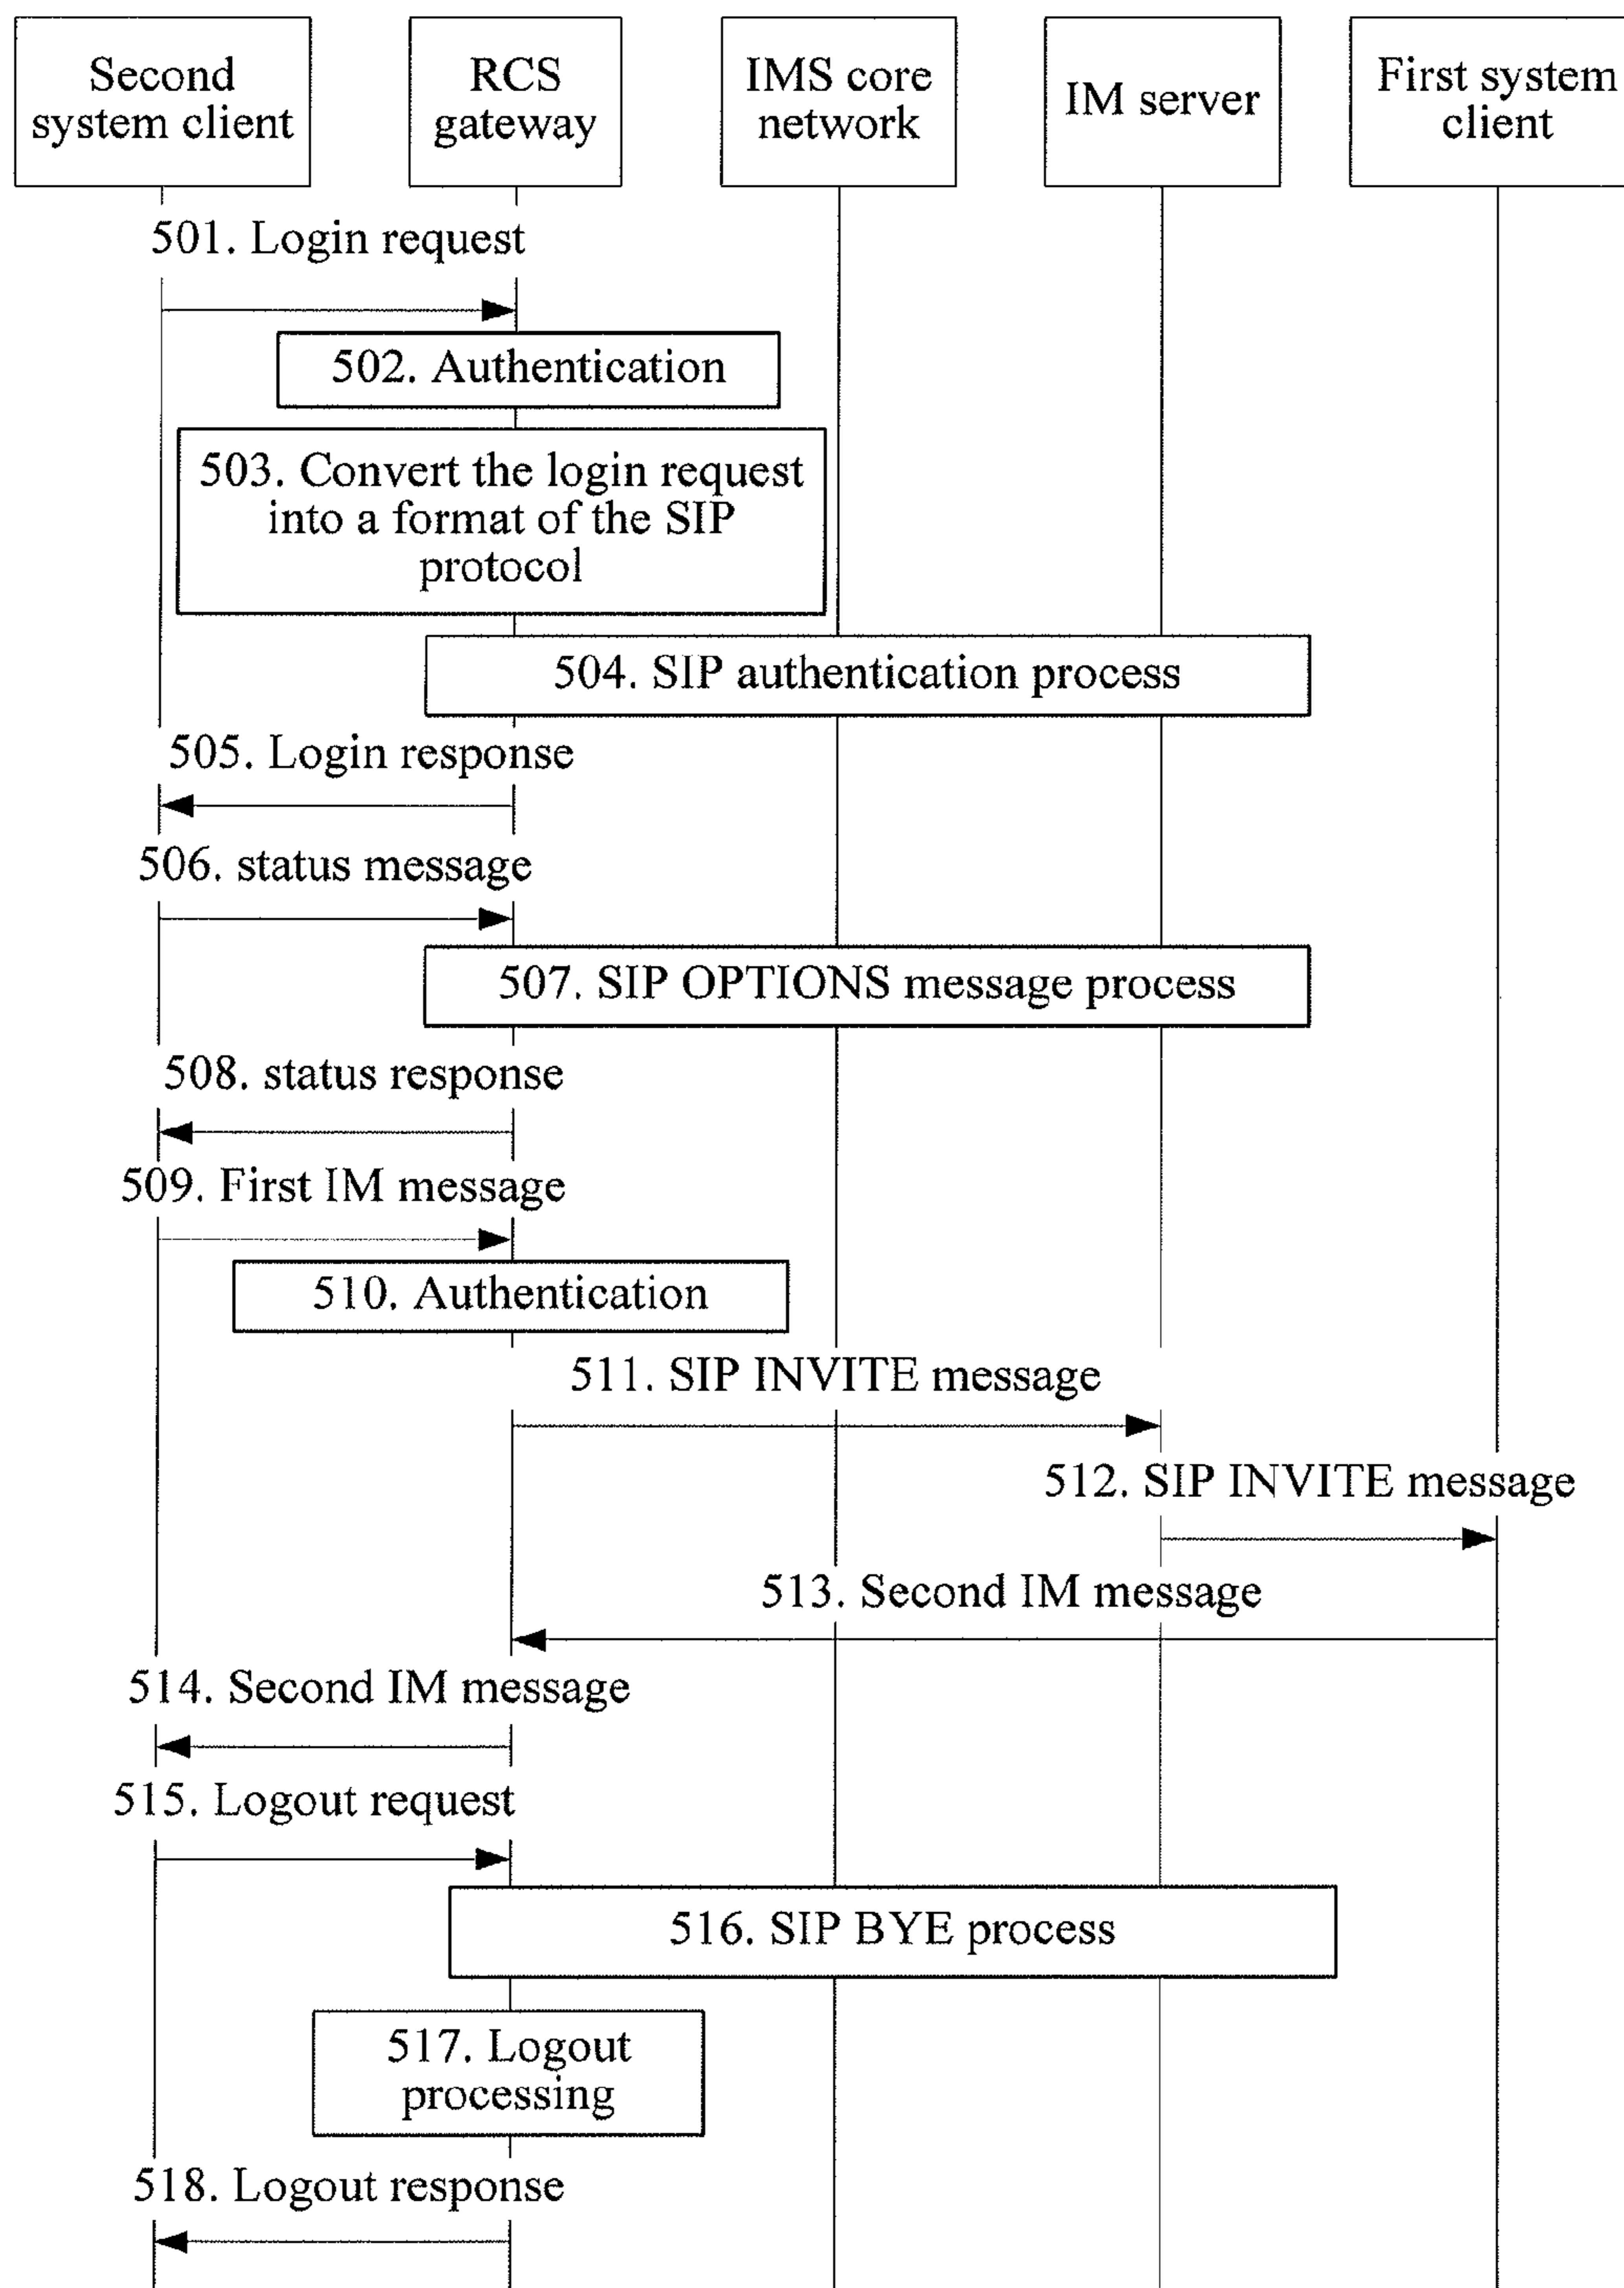 Second
system client
RCS
gateway
IMS core
network
IM server
First system
client
501. Login request
502. Authentication
503. Convert the login request
into a format of the SIP
protocol
504. SIP authentication process
505. Login response
506. status message
507. SIP OPTIONS message process
508. status response
509. First IM message
510. Authentication
511. SIP INVITE message
512. SIP INVITE message
513. Second IM message
514. Second IM message
515. Logout request
516. SIP BYE process
517. Logout
processing
518. Logout response